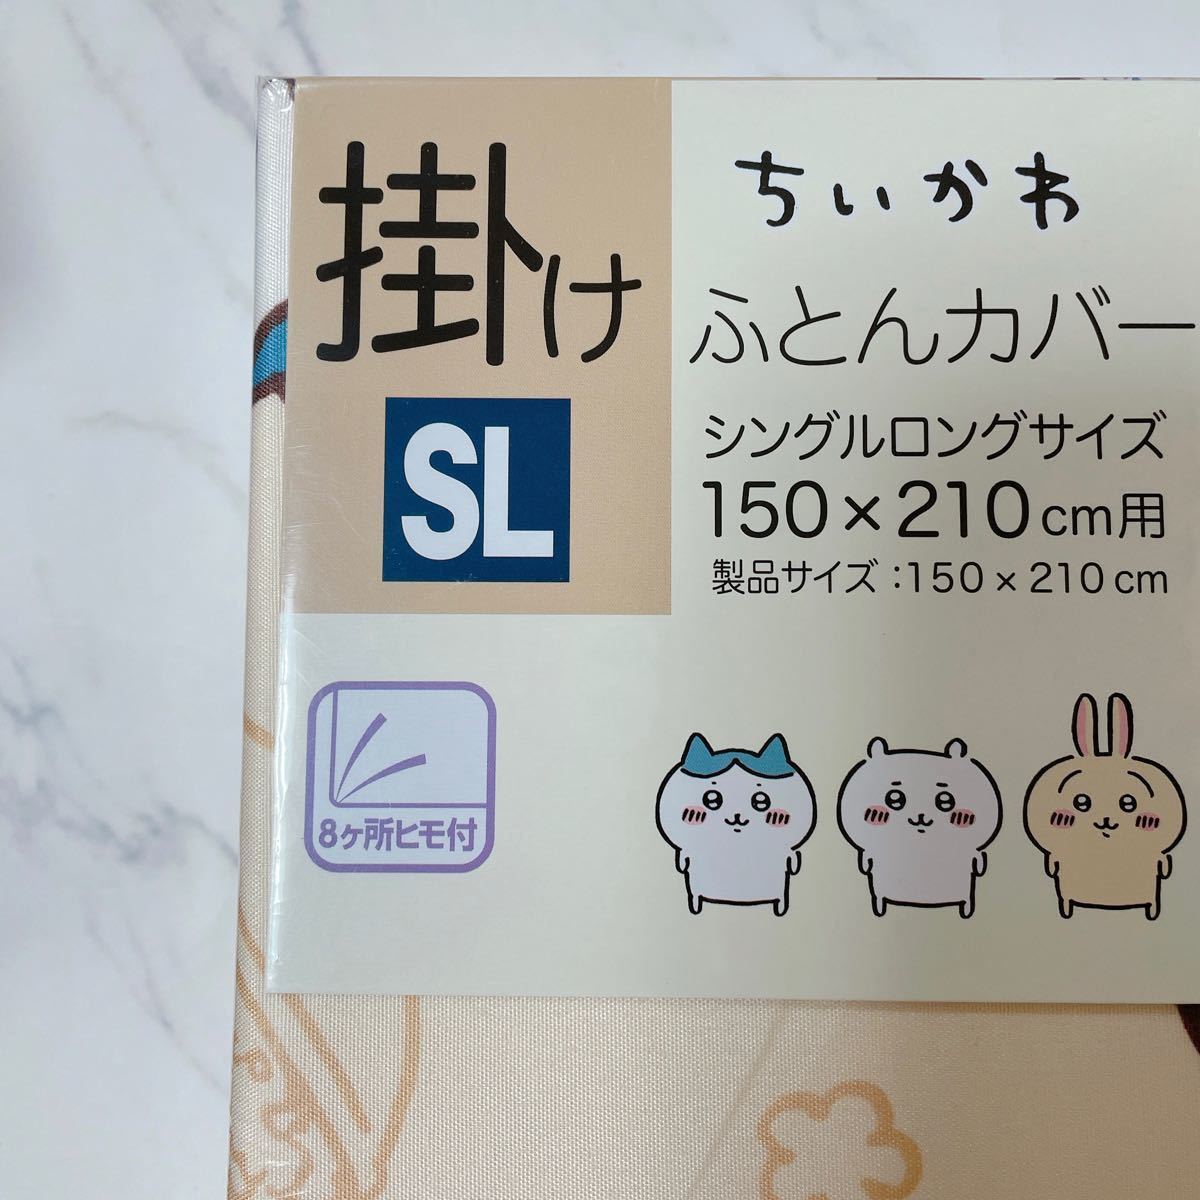 掛け
SL
ちいかわ
ふとんカバー
シングルロングサイズ
150×210cm用
製品サイズ:150×210cm
8ヶ所ヒモ付